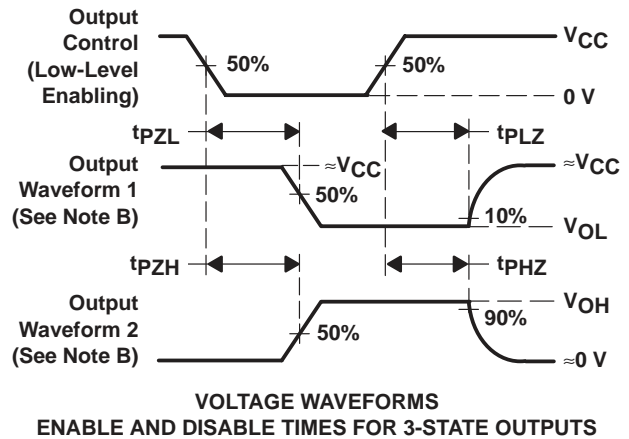 Output
Control
(Low-Level
Enabling)
50%
50%
VCC
0 V
tPZL
tPLZ
Output
Waveform 1
(See Note B)
≈VCC
50%
≈VCC
10%
VOL
tPZH
tPHZ
Output
Waveform 2
(See Note B)
50%
VOH
90%
≈0 V
VOLTAGE WAVEFORMS
ENABLE AND DISABLE TIMES FOR 3-STATE OUTPUTS